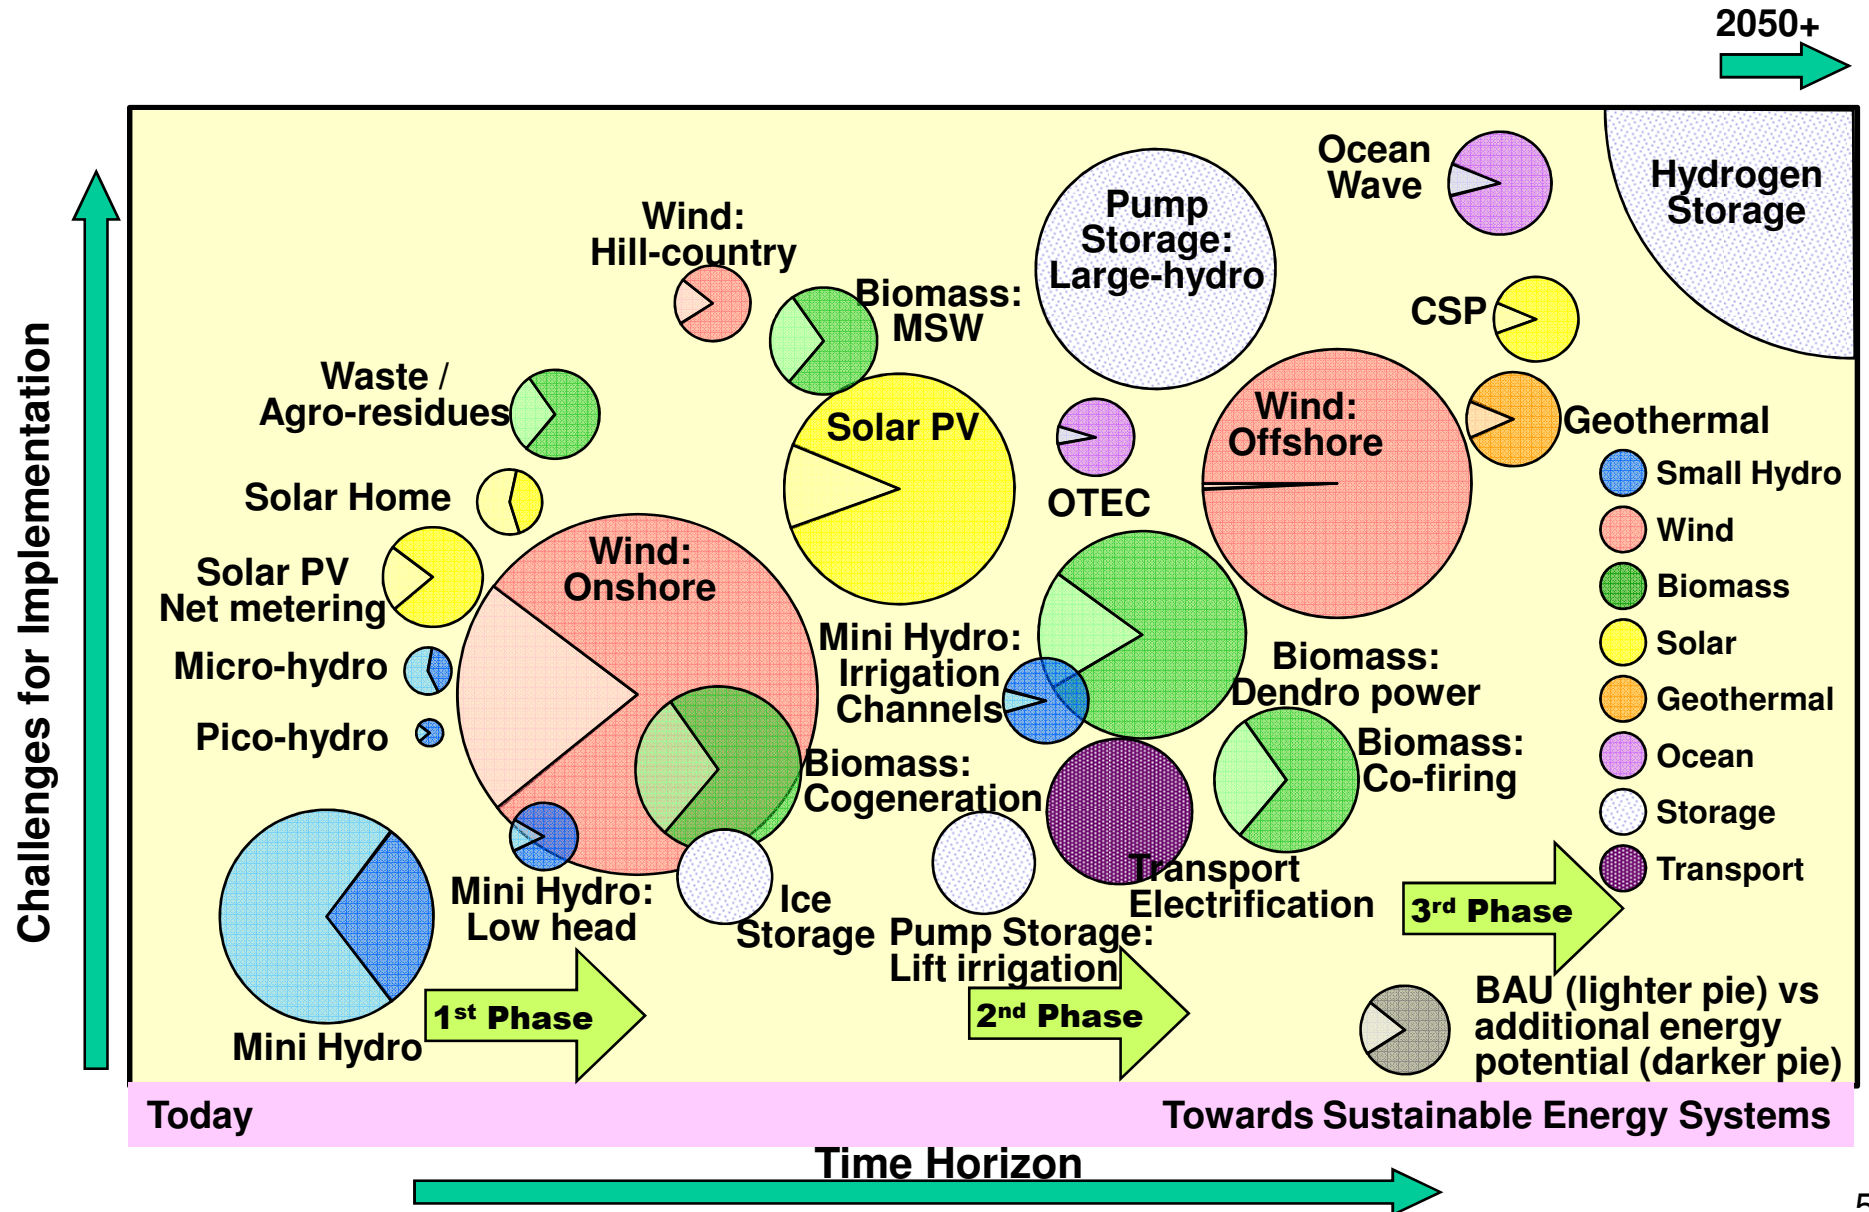 2050+
Ocean
Wave
Hydrogen
Storage
Pump
Storage:
Large-hydro
Wind:
Hill-country
Biomass:
MSW
CSP
Waste /
Agro-residues
Solar PV
Wind:
Offshore
Geothermal
Solar Home
OTEC
Small Hydro
Wind
Biomass
Solar
Geothermal
Ocean
Storage
Transport
Wind:
Onshore
Solar PV
Net metering
Micro-hydro
Pico-hydro
Mini Hydro:
Irrigation
Channels
Biomass:
Dendro power
Biomass:
Co-firing
Biomass:
Cogeneration
Transport
Electrification
Mini Hydro:
Low head
Ice
Storage
Pump Storage:
Lift irrigation
Mini Hydro
1st Phase
2nd Phase
3rd Phase
BAU (lighter pie) vs
additional energy
potential (darker pie)
Challenges for Implementation
Today
Towards Sustainable Energy Systems
Time Horizon
5